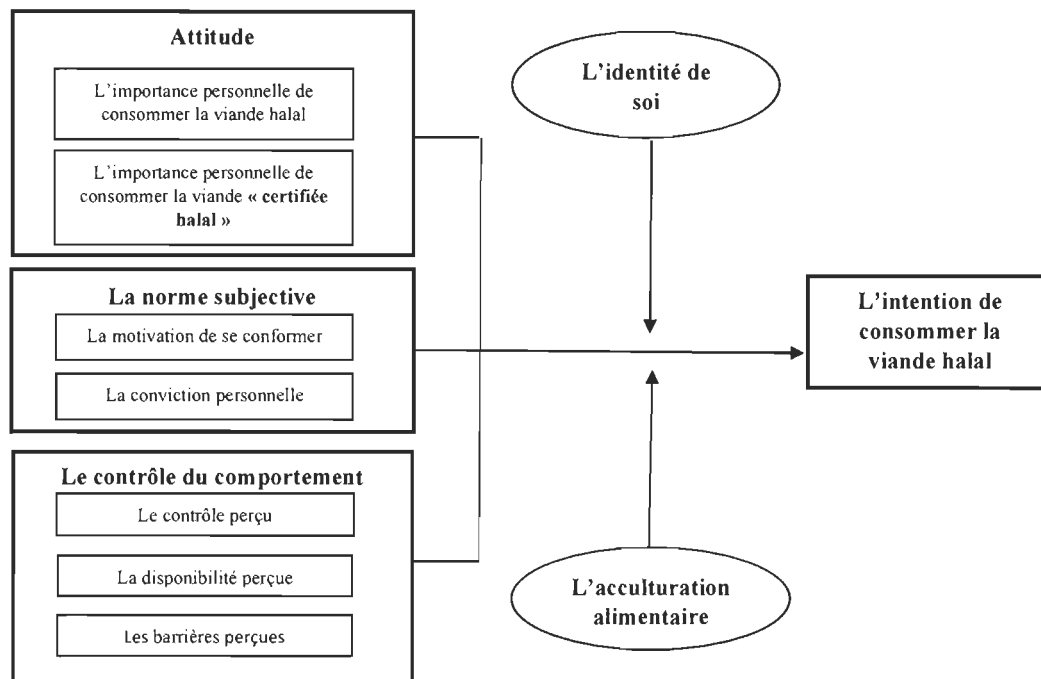 Attitude
L'importance personnelle de
consommer la viande halal
L'importance personnelle de
consommer la viande « certifiée
halal »
La norme subjective
La motivation de se conformer
La conviction personnelle
Le contrôle du comportement
Le contrôle perçu
La disponibilité perçue
Les barrières perçues
L'identité de
soi
L'acculturation
alimentaire
L'intention de
consommer la
viande halal